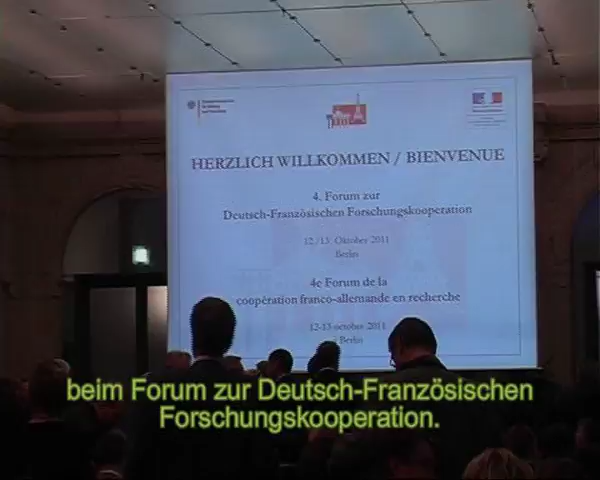 HERZLICH WILLKOMMEN / BIENVENUE
4. Forum zur
Deutsch-Französischen Forschungskooperation
12./13. Oktober 2011
Berlin
4e Forum de la
coopération franco-allemande en recherche
12-13 octobre 2011
Berlin
beim Forum zur Deutsch-Französischen
Forschungskooperation.